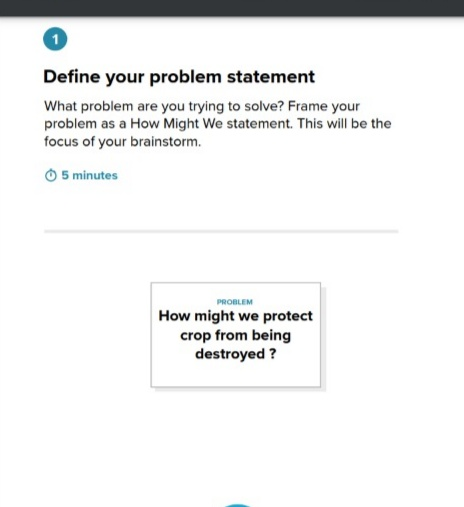 1
Define your problem statement
What problem are you trying to solve? Frame your
problem as a How Might We statement. This will be the
focus of your brainstorm.
5 minutes
PROBLEM
How might we protect
crop from being
destroyed ?